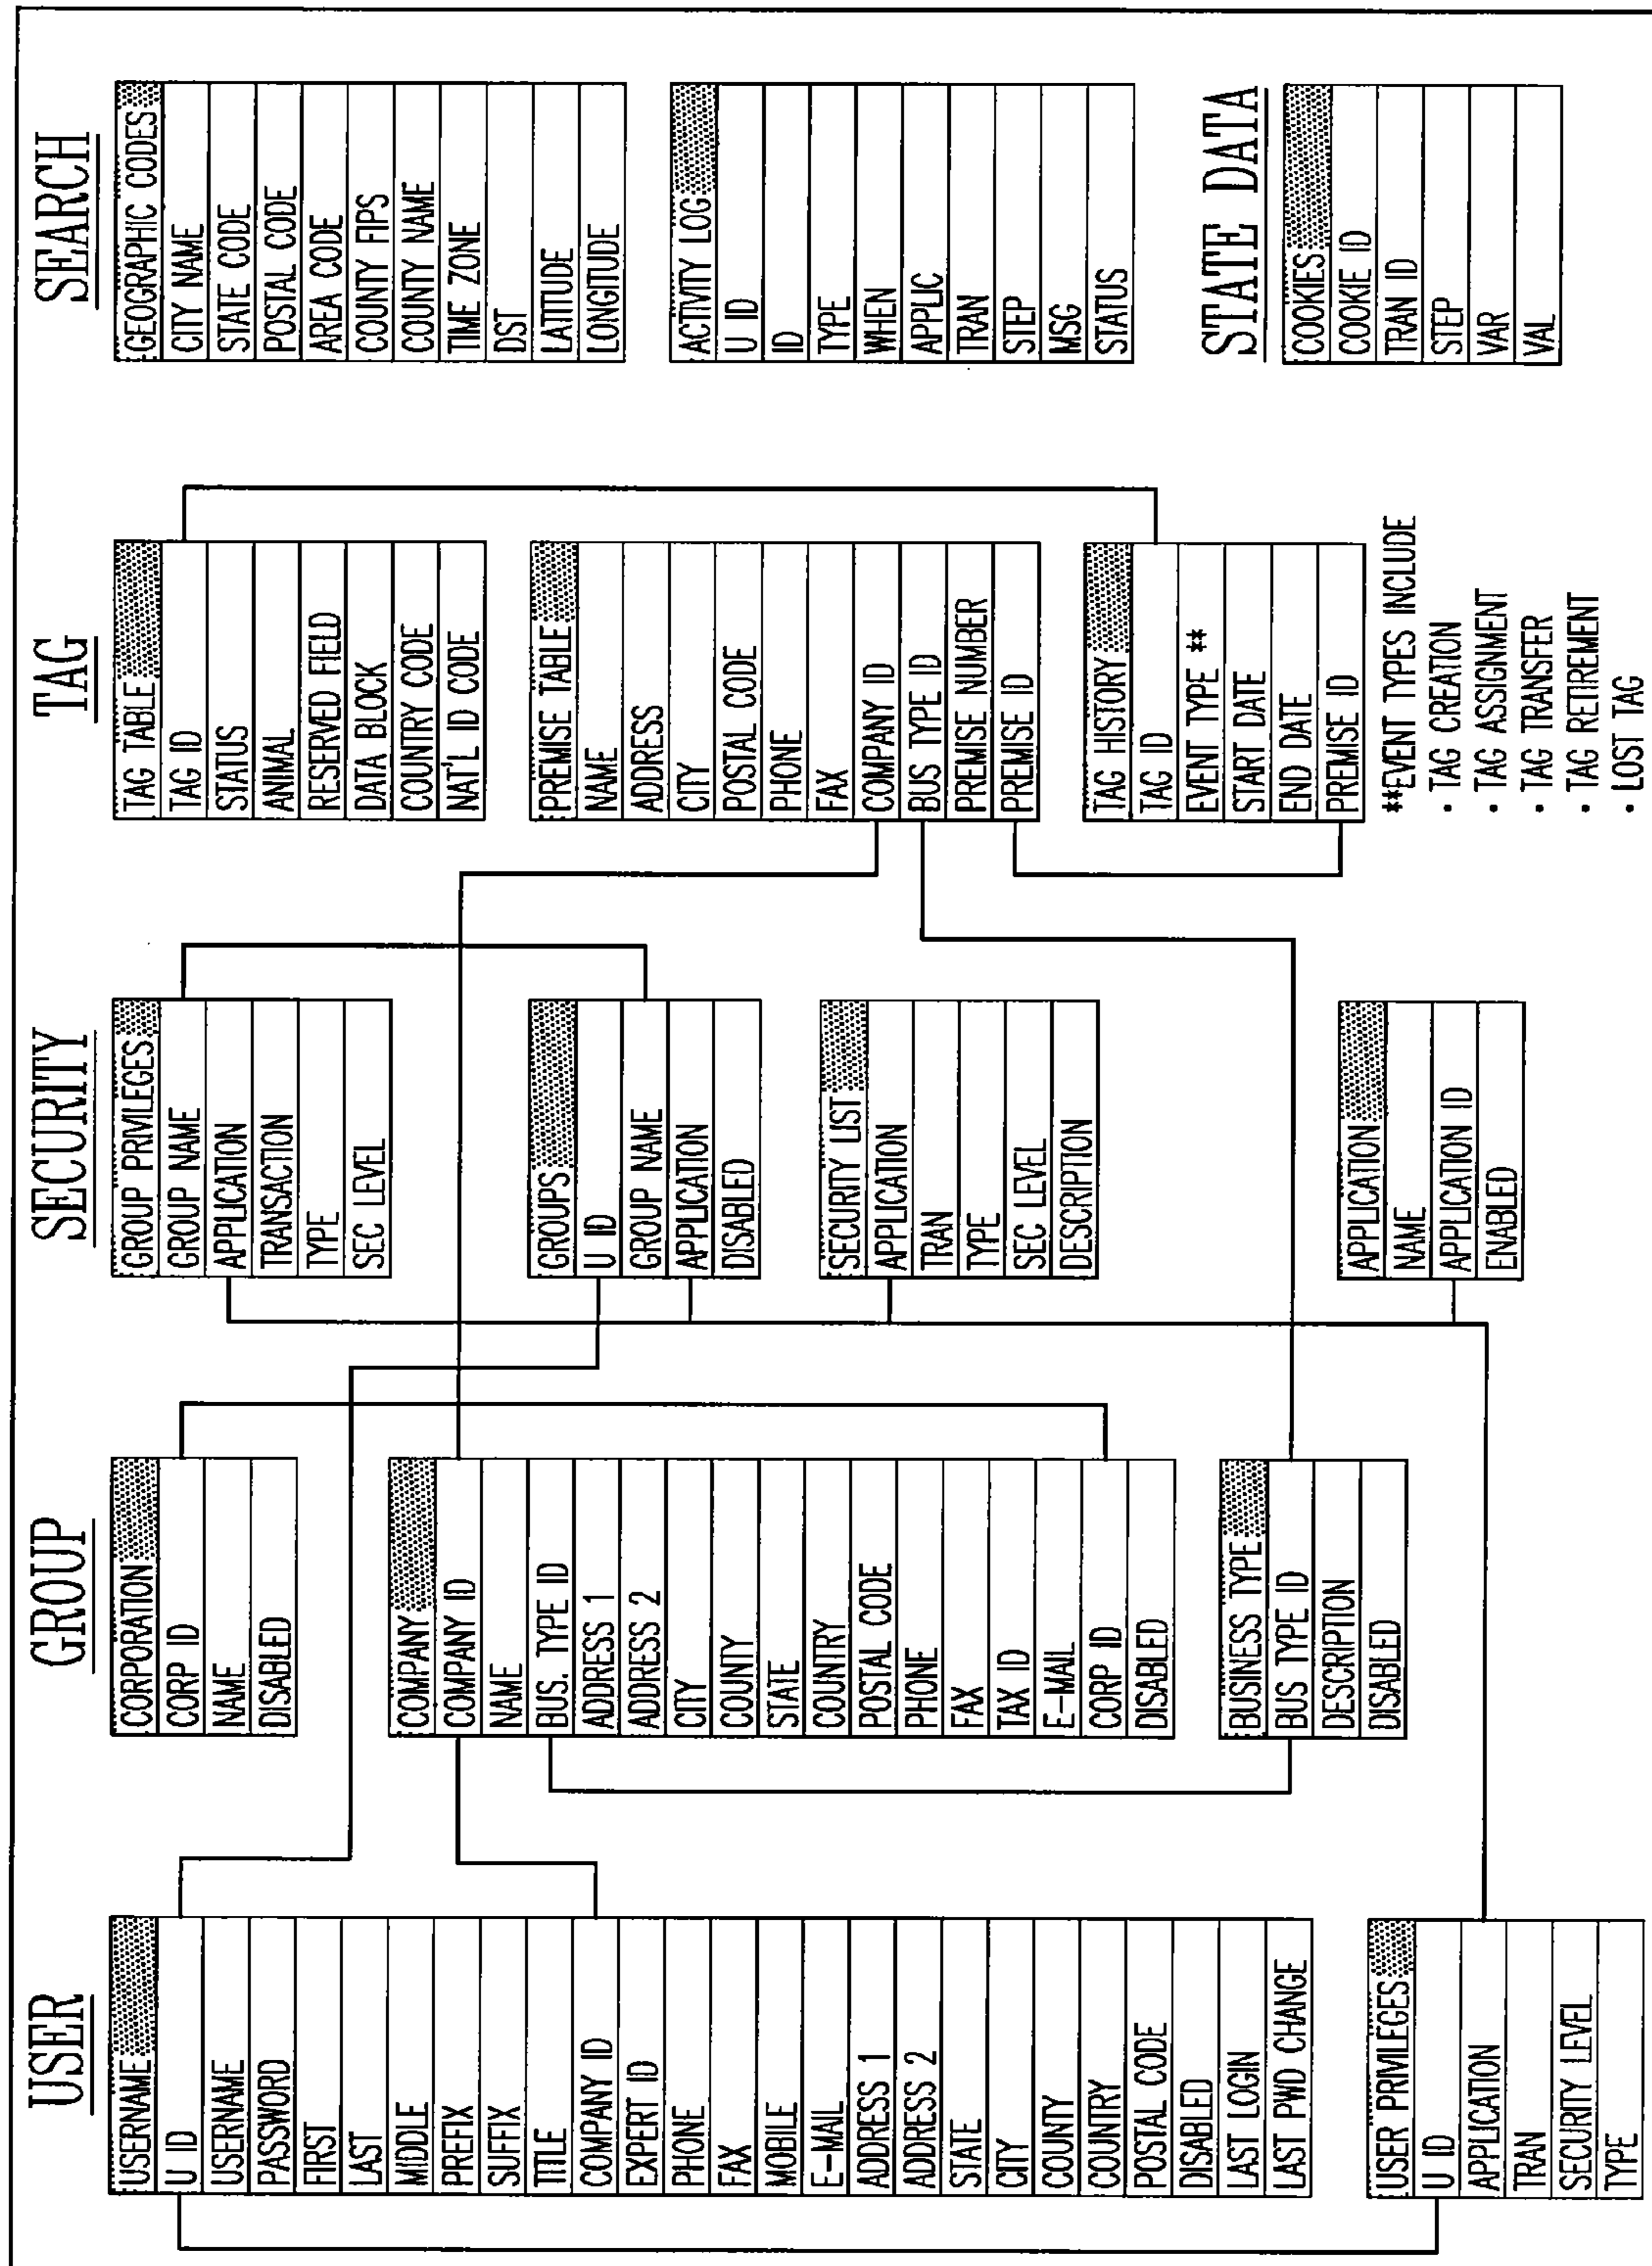 USER
USERNAME
U ID
USERNAME
PASSWORD
FIRST
LAST
MIDDLE
PREFIX
SUFFIX
TITLE
COMPANY ID
EXPERT ID
PHONE
FAX
MOBILE
E-MAIL
ADDRESS 1
ADDRESS 2
STATE
CITY
COUNTY
COUNTRY
POSTAL CODE
DISABLED
LAST LOGIN
LAST PWD CHANGE
USER PRIVILEGES
U ID
APPLICATION
TRAN
SECURITY LEVEL
TYPE
GROUP
CORPORATION
CORP ID
NAME
DISABLED
COMPANY
COMPANY ID
NAME
BUS. TYPE ID
ADDRESS 1
ADDRESS 2
CITY
COUNTY
STATE
COUNTRY
POSTAL CODE
PHONE
FAX
TAX ID
E-MAIL
CORP ID
DISABLED
BUSINESS TYPE
BUS TYPE ID
DESCRIPTION
DISABLED
SECURITY
GROUP PRIVILEGES
GROUP NAME
APPLICATION
TRANSACTION
TYPE
SEC LEVEL
GROUPS
U ID
GROUP NAME
APPLICATION
DISABLED
SECURITY LIST
APPLICATION
TRAN
TYPE
SEC LEVEL
DESCRIPTION
APPLICATION
NAME
APPLICATION ID
ENABLED
TAG
TAG TABLE
TAG ID
STATUS
ANIMAL
RESERVED FIELD
DATA BLOCK
COUNTRY CODE
NAT'L ID CODE
PREMISE TABLE
NAME
ADDRESS
CITY
POSTAL CODE
PHONE
FAX
COMPANY ID
BUS TYPE ID
PREMISE NUMBER
PREMISE ID
TAG HISTORY
TAG ID
EVENT TYPE **
START DATE
END DATE
PREMISE ID
**EVENT TYPES INCLUDE
• TAG CREATION
• TAG ASSIGNMENT
• TAG TRANSFER
• TAG RETIREMENT
• LOST TAG
SEARCH
GEOGRAPHIC CODES
CITY NAME
STATE CODE
POSTAL CODE
AREA CODE
COUNTY FIPS
COUNTY NAME
TIME ZONE
DST
LATITUDE
LONGITUDE
ACTIVITY LOG
U ID
ID
TYPE
WHEN
APPLIC
TRAN
STEP
MSG
STATUS
STATE DATA
COOKIES
COOKIE ID
TRAN ID
STEP
VAR
VAL